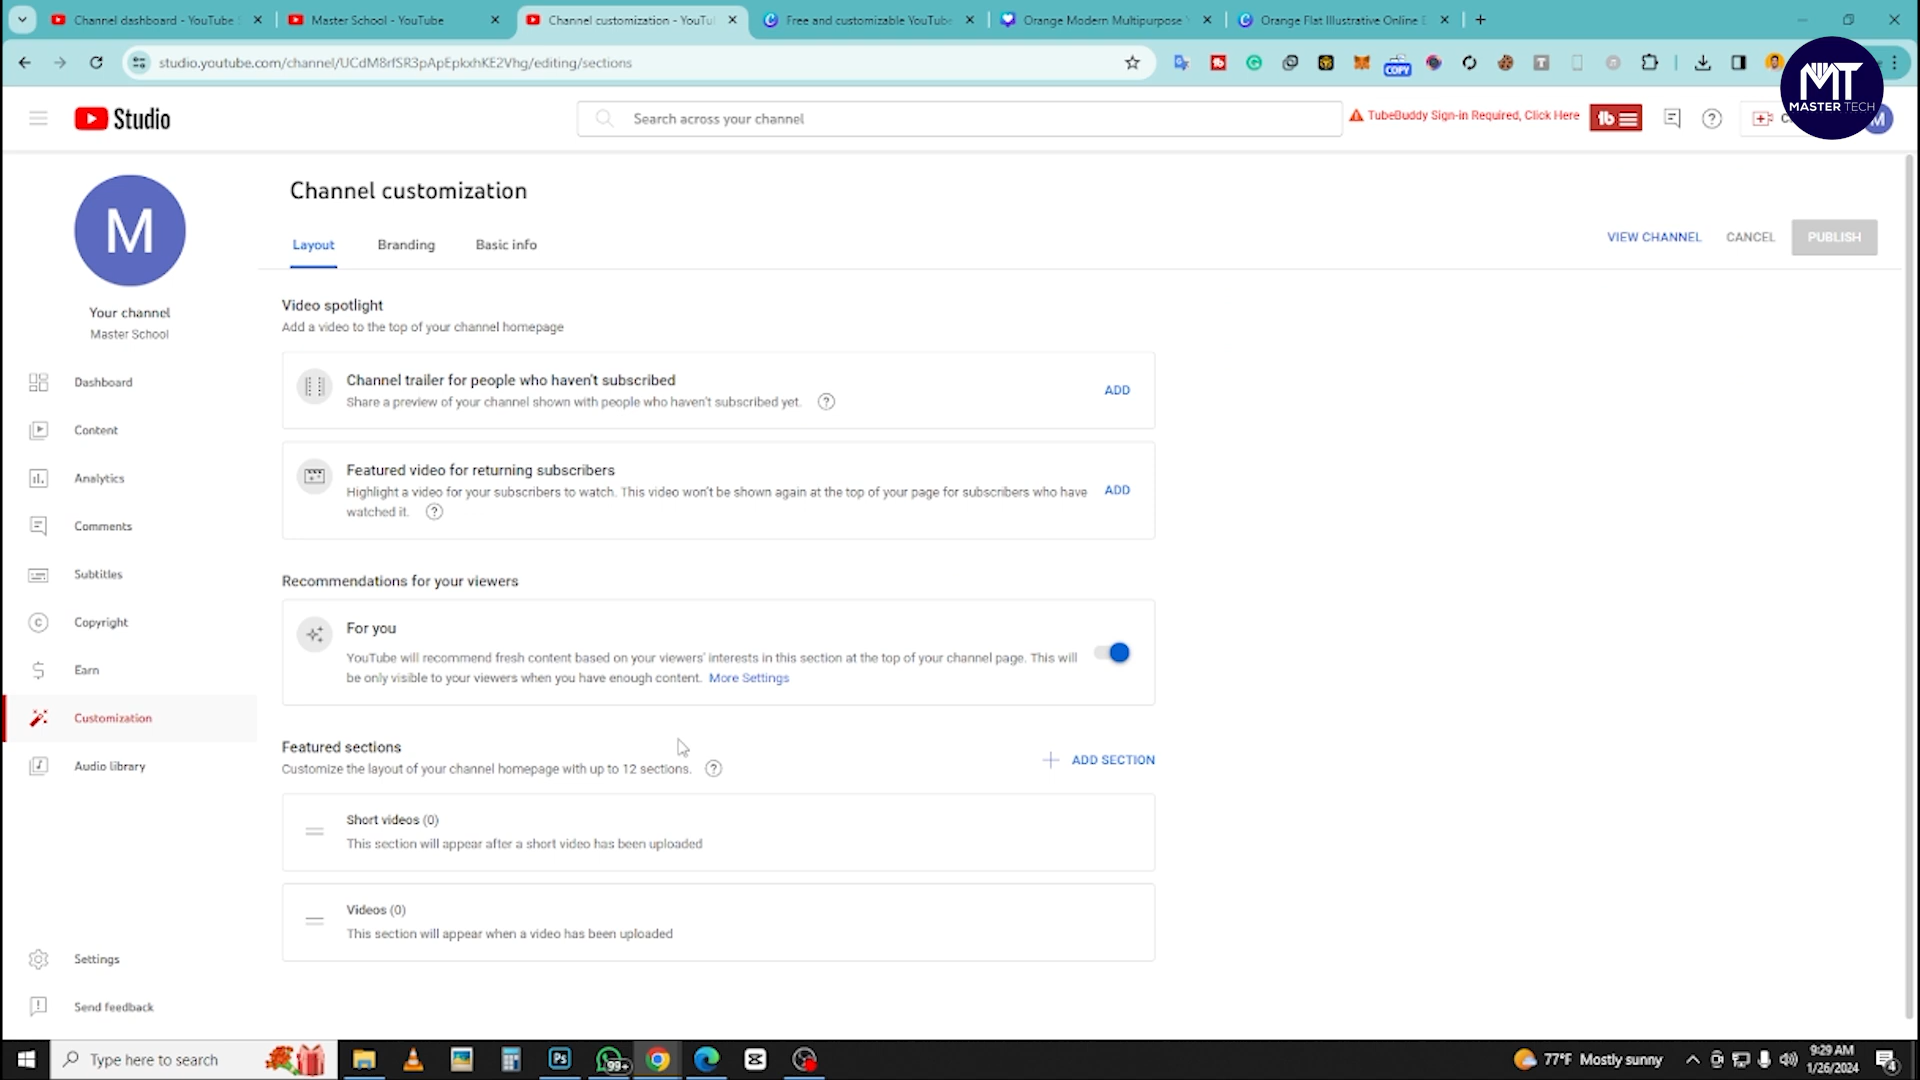 Channel dashboard - YouTube
Master School - YouTube
Channel customization - YouTu
Free and customizable YouTube
Orange Modern Multipurpose
Orange Flat Illustrative Online E
studio.youtube.com/channel/UCdM8rfSR3pApEpkxhKE2Vhg/editing/sections
COPY
MT
MASTER TECH
Studio
Search across your channel
TubeBuddy Sign-in Required, Click Here
tb
C
M
M
Your channel
Master School
Dashboard
Content
Analytics
Comments
Subtitles
Copyright
Earn
Customization
Audio library
Settings
Send feedback
Channel customization
Layout
Branding
Basic info
VIEW CHANNEL
CANCEL
PUBLISH
Video spotlight
Add a video to the top of your channel homepage
Channel trailer for people who haven't subscribed
Share a preview of your channel shown with people who haven't subscribed yet.
ADD
Featured video for returning subscribers
Highlight a video for your subscribers to watch. This video won't be shown again at the top of your page for subscribers who have
watched it.
ADD
Recommendations for your viewers
For you
YouTube will recommend fresh content based on your viewers' interests in this section at the top of your channel page. This will
be only visible to your viewers when you have enough content. More Settings
Featured sections
Customize the layout of your channel homepage with up to 12 sections.
ADD SECTION
Short videos (0)
This section will appear after a short video has been uploaded
Videos (0)
This section will appear when a video has been uploaded
Type here to search
Ps
99+
77°F Mostly sunny
9:29 AM
1/26/2024
4